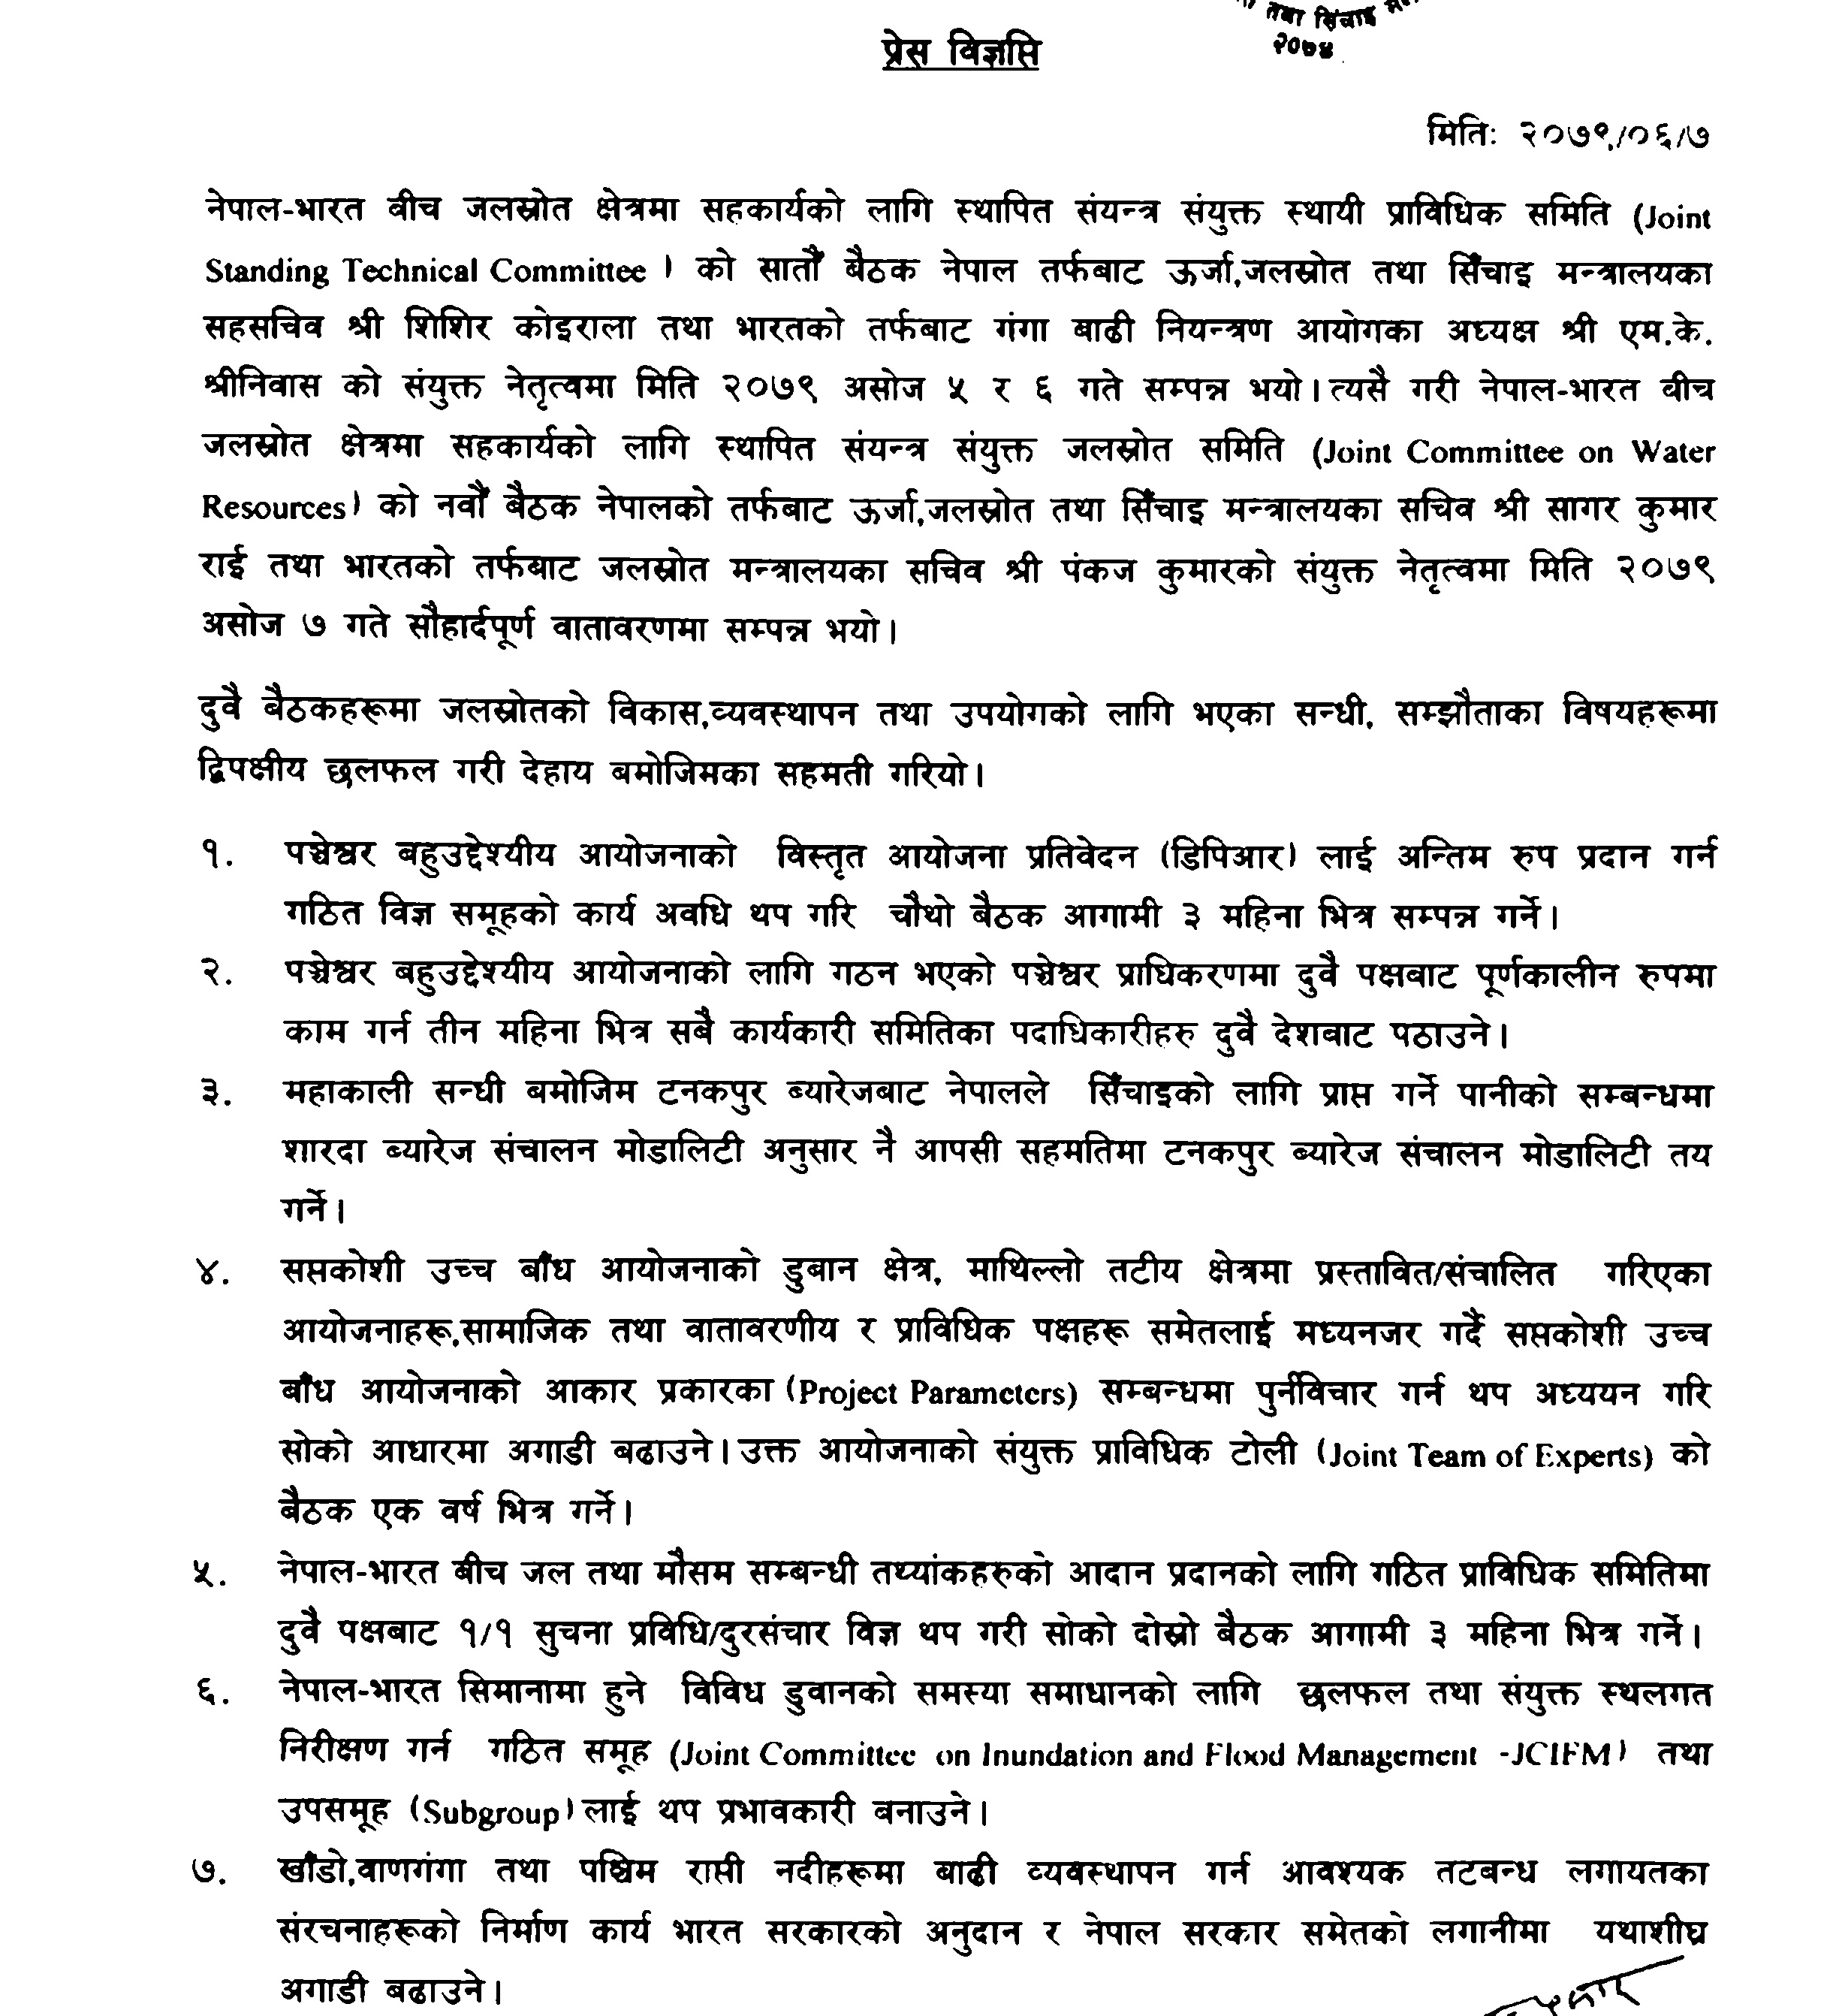 तथा सिंचाइ
२०७४
प्रेस विज्ञप्ति
मितिः २०७९/०६/७
नेपाल-भारत वीच जलस्रोत क्षेत्रमा सहकार्यको लागि स्थापित संयन्त्र संयुक्त स्थायी प्राविधिक समिति (Joint
Standing Technical Committee ) को सातौँ बैठक नेपाल तर्फबाट ऊर्जा,जलस्रोत तथा सिँचाइ मन्त्रालयका
सहसचिव श्री शिशिर कोइराला तथा भारतको तर्फबाट गंगा बाढी नियन्त्रण आयोगका अध्यक्ष श्री एम.के.
श्रीनिवास को संयुक्त नेतृत्वमा मिति २०७९ असोज ५ र ६ गते सम्पन्न भयो। त्यसै गरी नेपाल-भारत वीच
जलस्रोत क्षेत्रमा सहकार्यको लागि स्थापित संयन्त्र संयुक्त जलस्रोत समिति (Joint Committee on Water
Resources) को नवौँ बैठक नेपालको तर्फबाट ऊर्जा,जलस्रोत तथा सिँचाइ मन्त्रालयका सचिव श्री सागर कुमार
राई तथा भारतको तर्फबाट जलस्रोत मन्त्रालयका सचिव श्री पंकज कुमारको संयुक्त नेतृत्वमा मिति २०७९
असोज ७ गते सौहार्दपूर्ण वातावरणमा सम्पन्न भयो।
दुवै बैठकहरूमा जलस्रोतको विकास,व्यवस्थापन तथा उपयोगको लागि भएका सन्धी, सम्झौताका विषयहरूमा
द्विपक्षीय छलफल गरी देहाय बमोजिमका सहमती गरियो।
१. पञ्चेश्वर बहुउद्देश्यीय आयोजनाको विस्तृत आयोजना प्रतिवेदन (डिपिआर) लाई अन्तिम रुप प्रदान गर्न
गठित विज्ञ समूहको कार्य अवधि थप गरि चौथो बैठक आगामी ३ महिना भित्र सम्पन्न गर्ने।
२. पञ्चेश्वर बहुउद्देश्यीय आयोजनाको लागि गठन भएको पञ्चेश्वर प्राधिकरणमा दुवै पक्षबाट पूर्णकालीन रुपमा
काम गर्न तीन महिना भित्र सबै कार्यकारी समितिका पदाधिकारीहरु दुवै देशबाट पठाउने।
३. महाकाली सन्धी बमोजिम टनकपुर ब्यारेजबाट नेपालले सिँचाइको लागि प्राप्त गर्ने पानीको सम्बन्धमा
शारदा ब्यारेज संचालन मोडालिटी अनुसार नै आपसी सहमतिमा टनकपुर ब्यारेज संचालन मोडालिटी तय
गर्ने।
४. सप्तकोशी उच्च बाँध आयोजनाको डुबान क्षेत्र, माथिल्लो तटीय क्षेत्रमा प्रस्तावित/संचालित गरिएका
आयोजनाहरू,सामाजिक तथा वातावरणीय र प्राविधिक पक्षहरू समेतलाई मध्यनजर गर्दै सप्तकोशी उच्च
बाँध आयोजनाको आकार प्रकारका (Project Parameters) सम्बन्धमा पुर्नविचार गर्न थप अध्ययन गरि
सोको आधारमा अगाडी बढाउने। उक्त आयोजनाको संयुक्त प्राविधिक टोली (Joint Team of Experts) को
बैठक एक वर्ष भित्र गर्ने।
५. नेपाल-भारत बीच जल तथा मौसम सम्बन्धी तथ्यांकहरुको आदान प्रदानको लागि गठित प्राविधिक समितिमा
दुवै पक्षबाट १/१ सुचना प्रविधि/दुरसंचार विज्ञ थप गरी सोको दोस्रो बैठक आगामी ३ महिना भित्र गर्ने।
६. नेपाल-भारत सिमानामा हुने विविध डुवानको समस्या समाधानको लागि छलफल तथा संयुक्त स्थलगत
निरीक्षण गर्न गठित समूह (Joint Committee on Inundation and Flood Management -JCIFM) तथा
उपसमूह (Subgroup) लाई थप प्रभावकारी बनाउने।
७. खाँडो,वाणगंगा तथा पश्चिम राप्ती नदीहरूमा बाढी व्यवस्थापन गर्न आवश्यक तटबन्ध लगायतका
संरचनाहरूको निर्माण कार्य भारत सरकारको अनुदान र नेपाल सरकार समेतको लगानीमा यथाशीघ्र
अगाडी बढाउने।